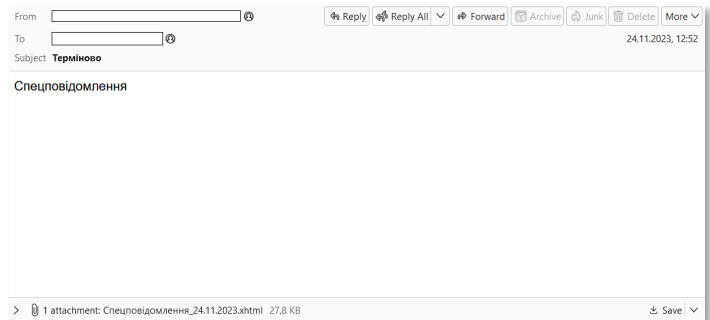 From Reply Reply All Forward Archive Junk Delete More
To 24.11.2023, 12:52
Subject Терміново
Спецповідомлення
1 attachment: Спецповідомлення_24.11.2023.xhtml 27,8 KB Save